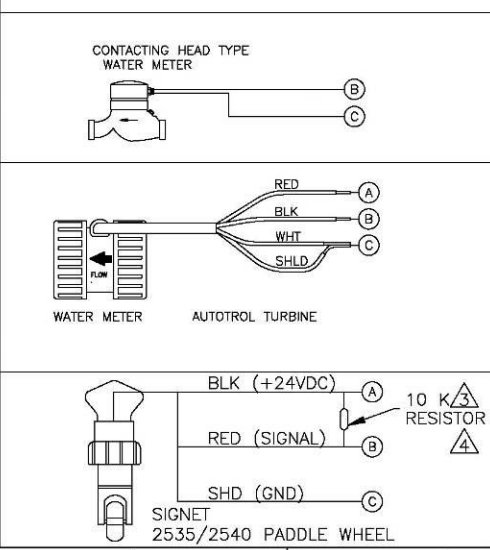 CONTACTING HEAD TYPE
WATER METER
B
C
RED
A
BLK
B
WHT
C
SHLD
FLOW
WATER METER
AUTOTROL TURBINE
BLK (+24VDC)
A
10 K 3
RESISTOR
4
RED (SIGNAL)
B
SHD (GND)
C
SIGNET
2535/2540 PADDLE WHEEL